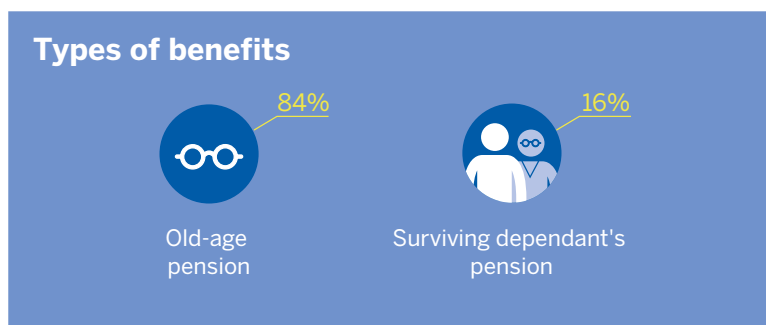 Types of benefits
84%
16%
Old-age
pension
Surviving dependant's
pension